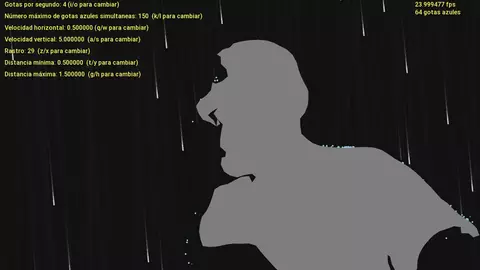 Gotas por segundo: 4 (i/o para cambiar)
Número máximo de gotas azules simultaneas: 150 (k/l para cambiar)
Velocidad horizontal: 0.500000 (q/w para cambiar)
Velocidad vertical: 5.000000 (a/s para cambiar)
Rastro: 29 (z/x para cambiar)
Distancia mínima: 0.500000 (t/y para cambiar)
Distancia máxima: 1.500000 (g/h para cambiar)
23.999477 fps
64 gotas azules